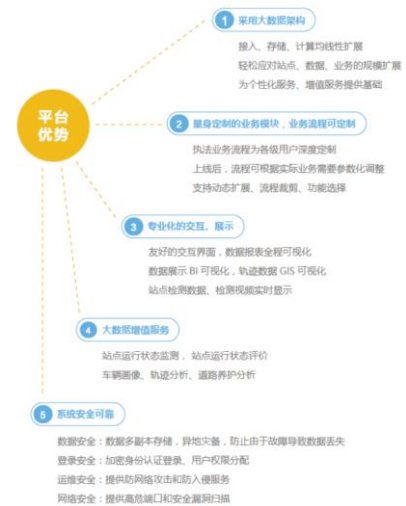 平台
优势
1 采用大数据架构
接入、存储、计算均线性扩展
轻松应对站点、数据、业务的规模扩展
为个性化服务、增值服务提供基础
2 量身定制的业务模块，业务流程可定制
执法业务流程为各级用户深度定制
上线后，流程可根据实际业务需要参数化调整
支持动态扩展、流程裁剪、功能选择
3 专业化的交互、展示
友好的交互界面，数据报表全程可视化
数据展示 BI 可视化，轨迹数据 GIS 可视化
站点检测数据、检测视频实时显示
4 大数据增值服务
站点运行状态监测， 站点运行状态评价
车辆画像、轨迹分析、道路养护分析
5 系统安全可靠
数据安全：数据多副本存储，异地灾备，防止由于故障导致数据丢失
登录安全：加密身份认证登录、用户权限分配
运维安全：提供防网络攻击和防入侵服务
网络安全：提供高危端口和安全漏洞扫描